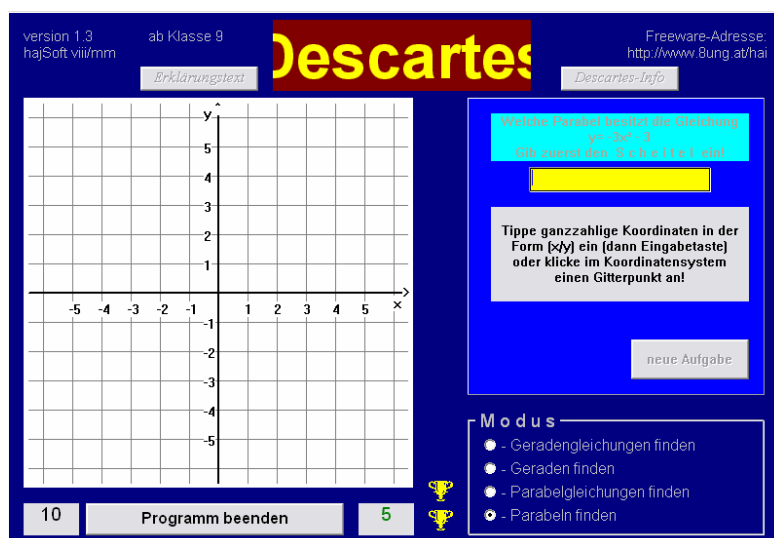 version 1.3
hajSoft viii/mm
ab Klasse 9
Erklärungstext
Descartes
Freeware-Adresse:
http://www.8ung.at/hai
Descartes-Info
y
5
4
3
2
1
-5 -4 -3 -2 -1 1 2 3 4 5 x
-1
-2
-3
-4
-5
Welche Parabel besitzt die Gleichung
y= -3x² - 3
Gib zuerst den S c h e i t e l ein!
Tippe ganzzahlige Koordinaten in der
Form (x/y) ein (dann Eingabetaste)
oder klicke im Koordinatensystem
einen Gitterpunkt an!
neue Aufgabe
Modus
- Geradengleichungen finden
- Geraden finden
- Parabelgleichungen finden
- Parabeln finden
10
Programm beenden
5